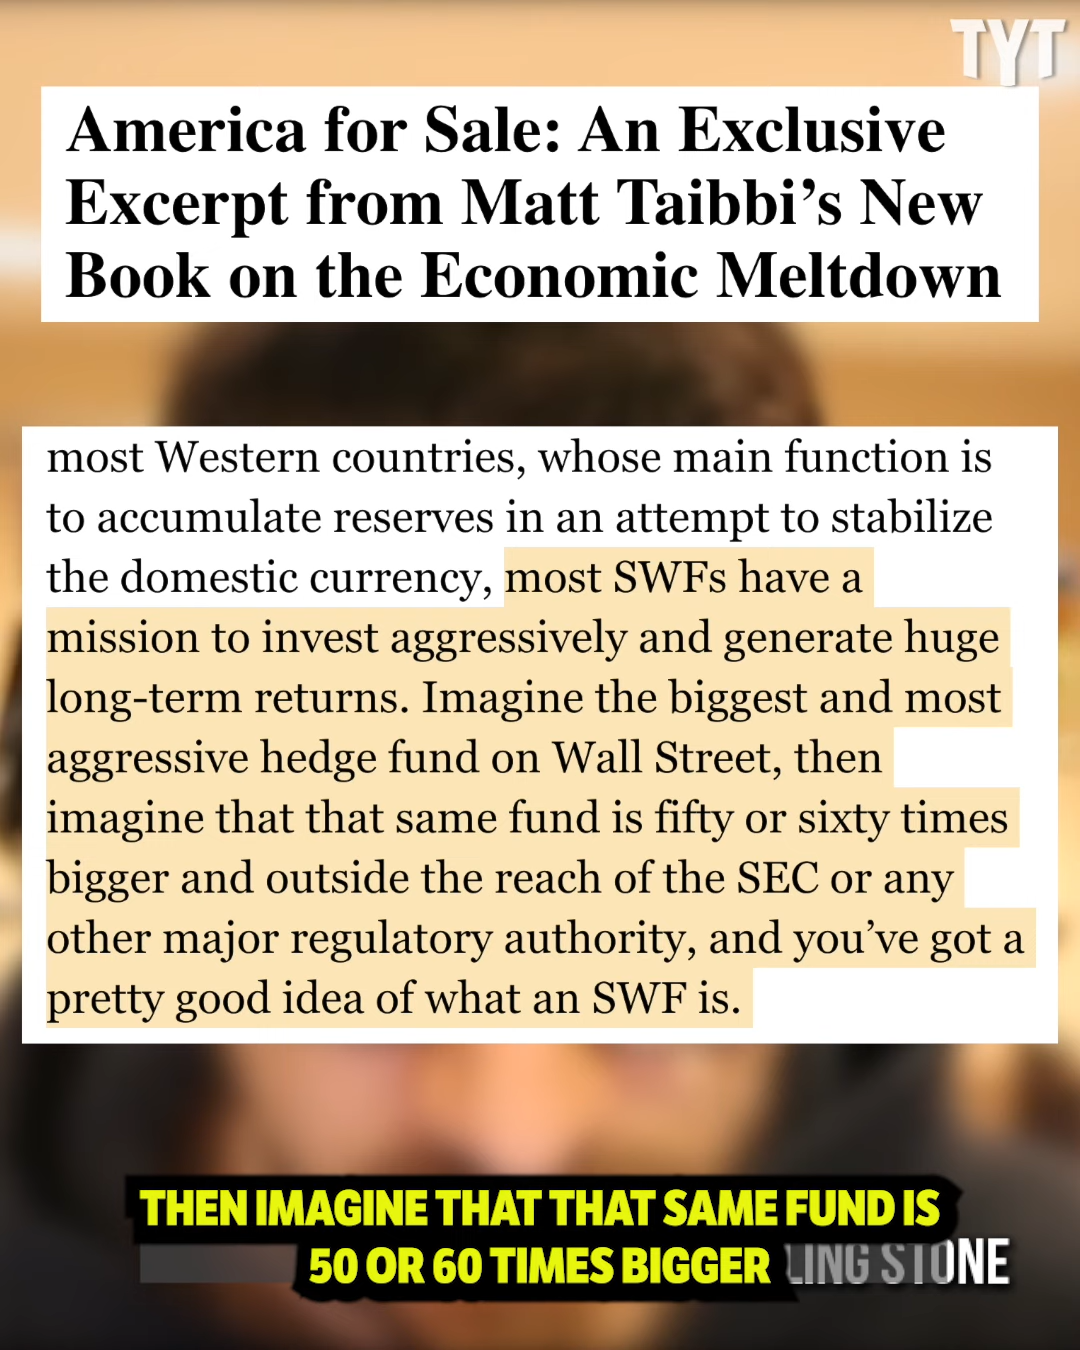 TYT
America for Sale: An Exclusive
Excerpt from Matt Taibbi’s New
Book on the Economic Meltdown
most Western countries, whose main function is
to accumulate reserves in an attempt to stabilize
the domestic currency, most SWFs have a
mission to invest aggressively and generate huge
long-term returns. Imagine the biggest and most
aggressive hedge fund on Wall Street, then
imagine that that same fund is fifty or sixty times
bigger and outside the reach of the SEC or any
other major regulatory authority, and you’ve got a
pretty good idea of what an SWF is.
THEN IMAGINE THAT THAT SAME FUND IS
50 OR 60 TIMES BIGGER
LING STONE